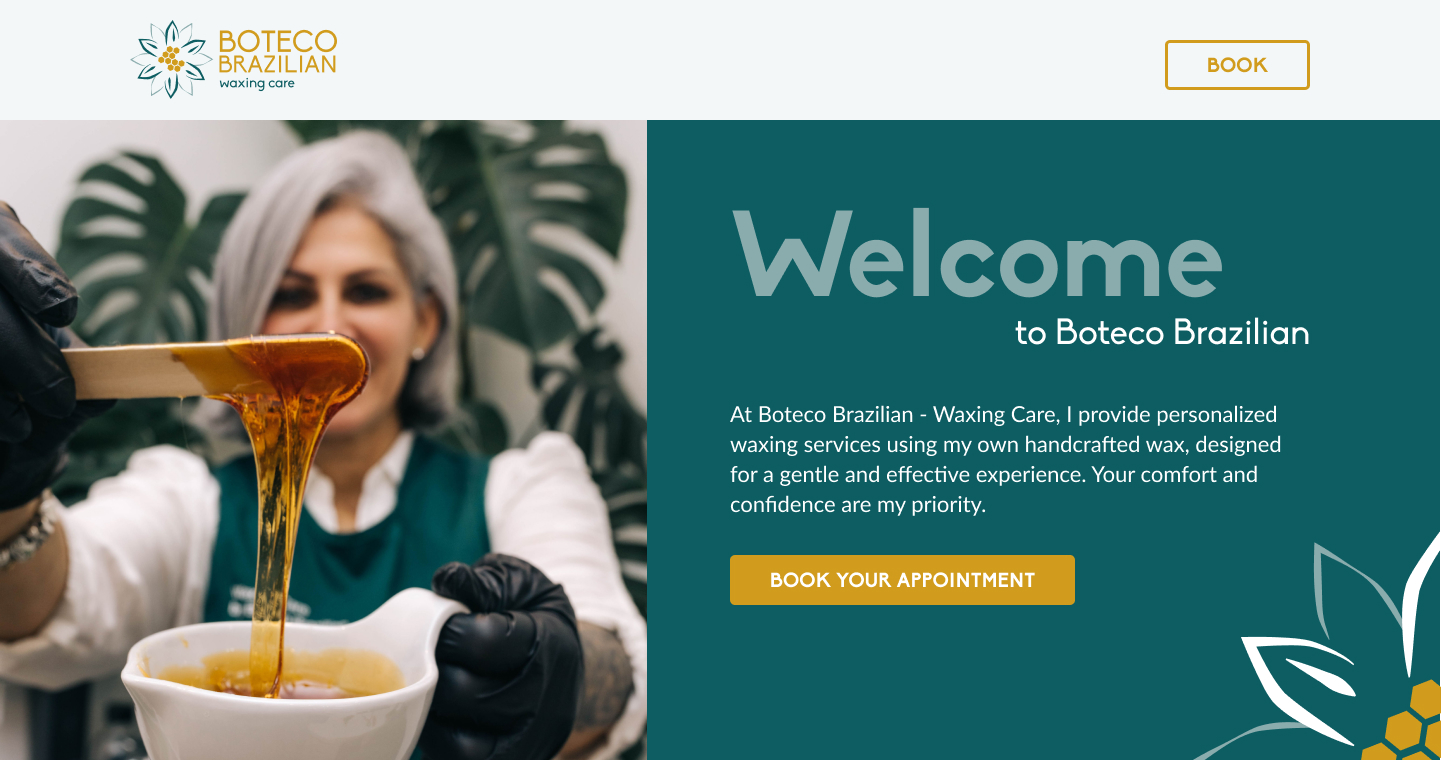 BOTECO
BRAZILIAN
waxing care
BOOK
Welcome
to Boteco Brazilian
At Boteco Brazilian - Waxing Care, I provide personalized
waxing services using my own handcrafted wax, designed
for a gentle and effective experience. Your comfort and
confidence are my priority.
BOOK YOUR APPOINTMENT